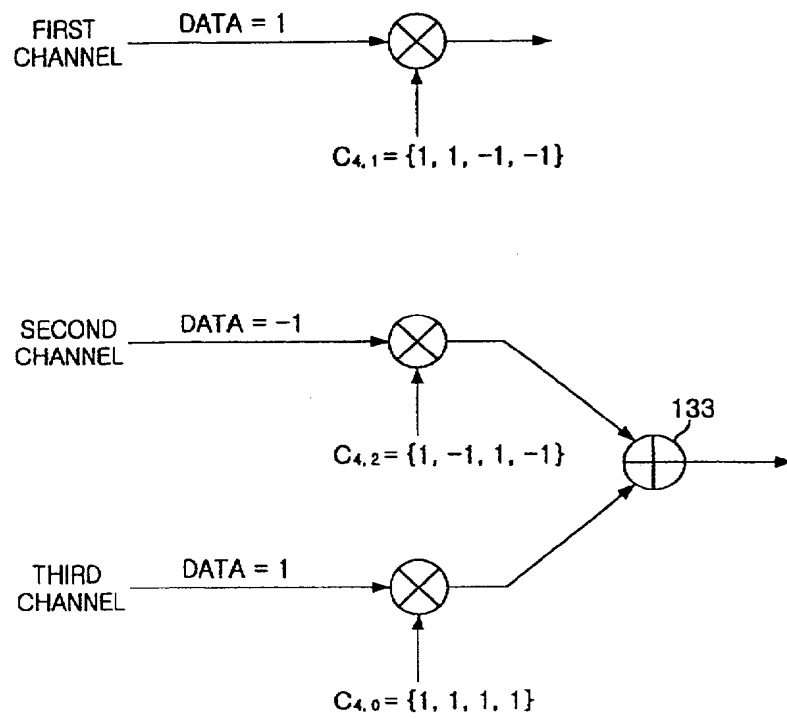 FIRST
CHANNEL
DATA = 1
C4, 1 = {1, 1, -1, -1}
SECOND
CHANNEL
DATA = -1
133
C4, 2 = {1, -1, 1, -1}
THIRD
CHANNEL
DATA = 1
C4, 0 = {1, 1, 1, 1}